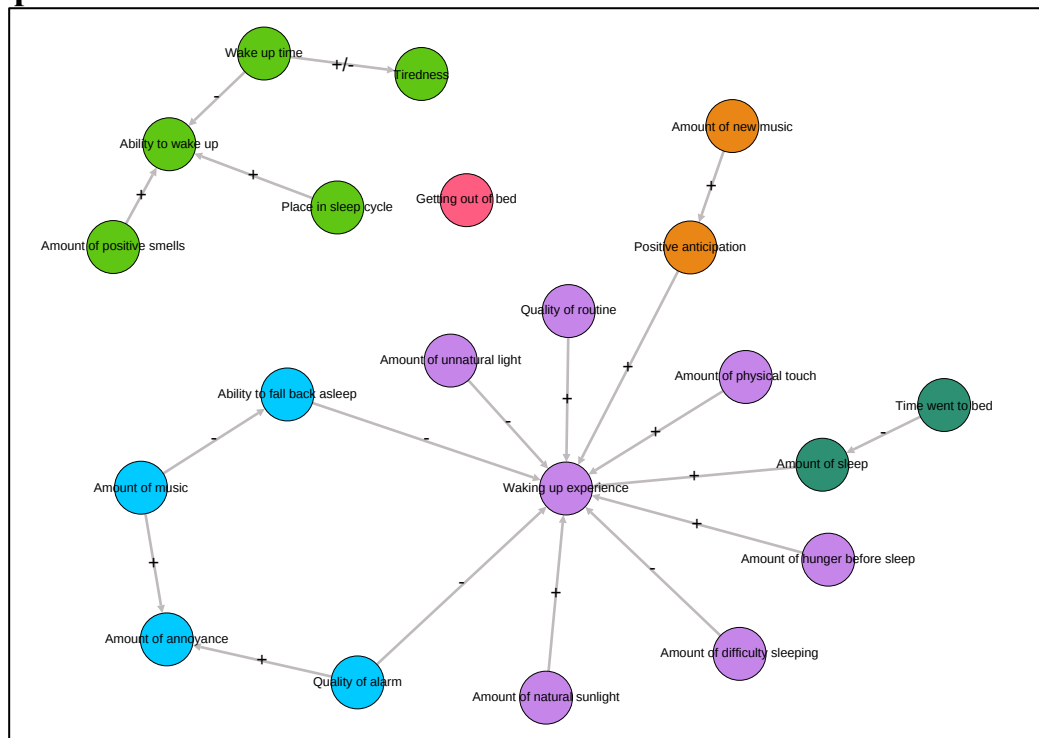 Wake up time
+/-
Tiredness
-
Ability to wake up
+
+
Place in sleep cycle
Amount of positive smells
Getting out of bed
Amount of new music
+
Positive anticipation
Quality of routine
Amount of unnatural light
+
Amount of physical touch
Ability to fall back asleep
+
Time went to bed
-
-
-
+
Amount of sleep
+
Amount of music
Waking up experience
+
+
Amount of hunger before sleep
+
-
+
-
Amount of annoyance
+
Quality of alarm
Amount of difficulty sleeping
Amount of natural sunlight